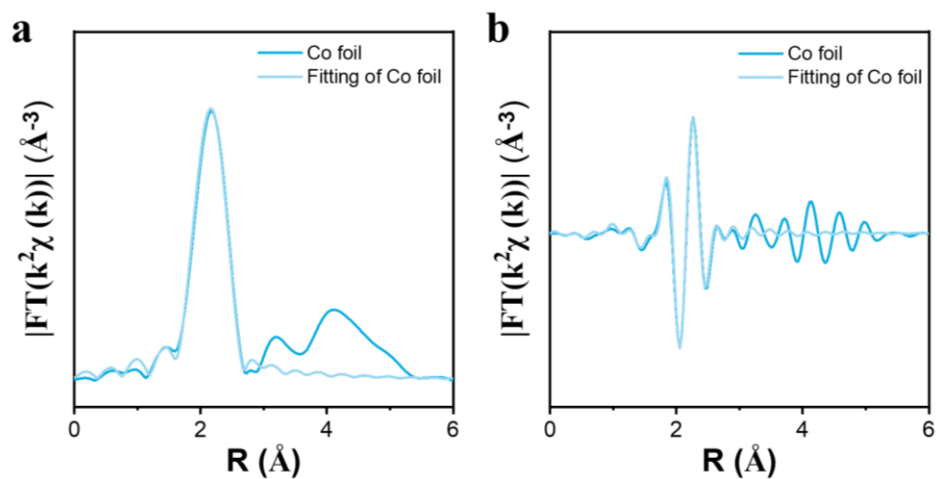 a
Co foil
Fitting of Co foil
|FT(k²χ (k))| (Å⁻³)
0
2
4
6
R (Å)
b
Co foil
Fitting of Co foil
|FT(k²χ (k))| (Å⁻³)
0
2
4
6
R (Å)